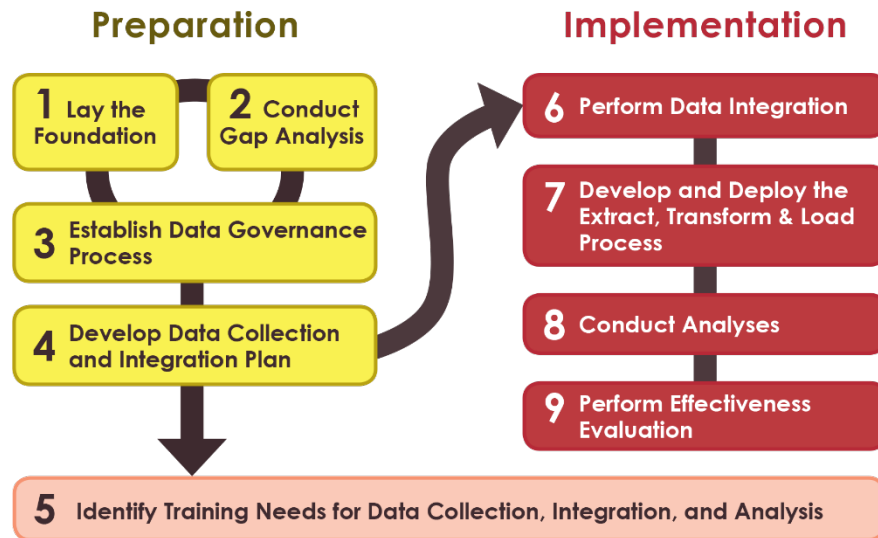 Preparation
1 Lay the
Foundation
2 Conduct
Gap Analysis
3 Establish Data Governance
Process
4 Develop Data Collection
and Integration Plan
Implementation
6 Perform Data Integration
7 Develop and Deploy the
Extract, Transform & Load
Process
8 Conduct Analyses
9 Perform Effectiveness
Evaluation
5 Identify Training Needs for Data Collection, Integration, and Analysis